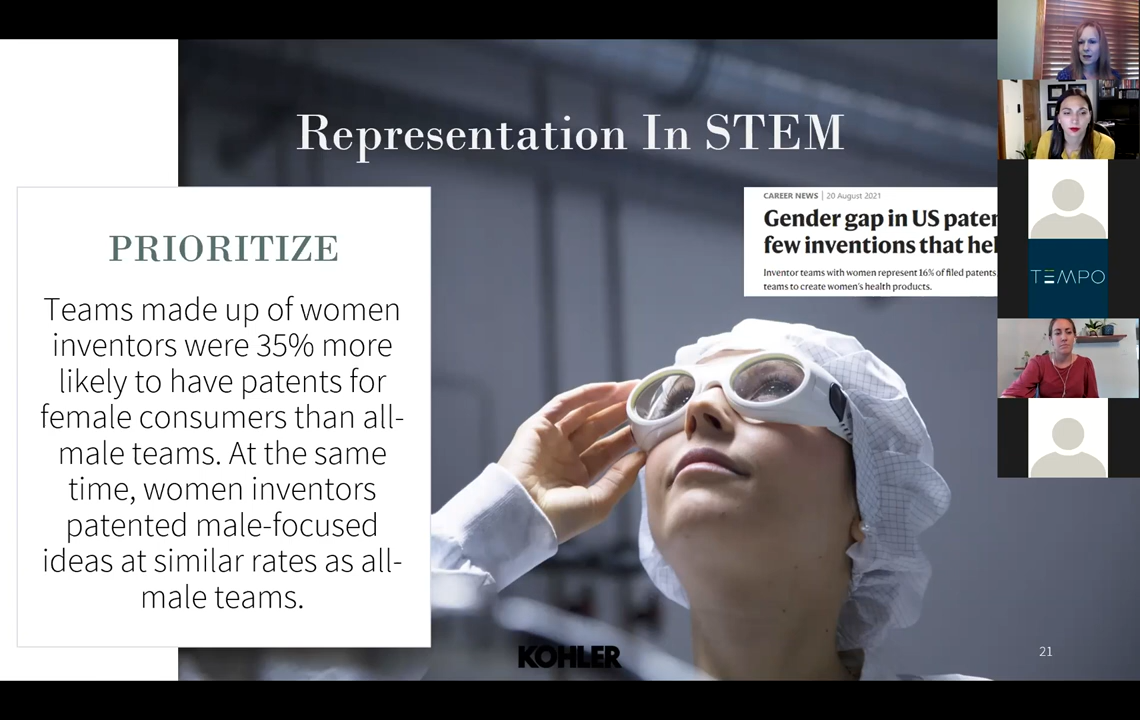 Representation In STEM
PRIORITIZE
Teams made up of women
inventors were 35% more
likely to have patents for
female consumers than all-
male teams. At the same
time, women inventors
patented male-focused
ideas at similar rates as all-
male teams.
CAREER NEWS | 20 August 2021
Gender gap in US paten
few inventions that hel
Inventor teams with women represent 16% of filed patents,
teams to create women's health products.
TEMPO
KOHLER
21